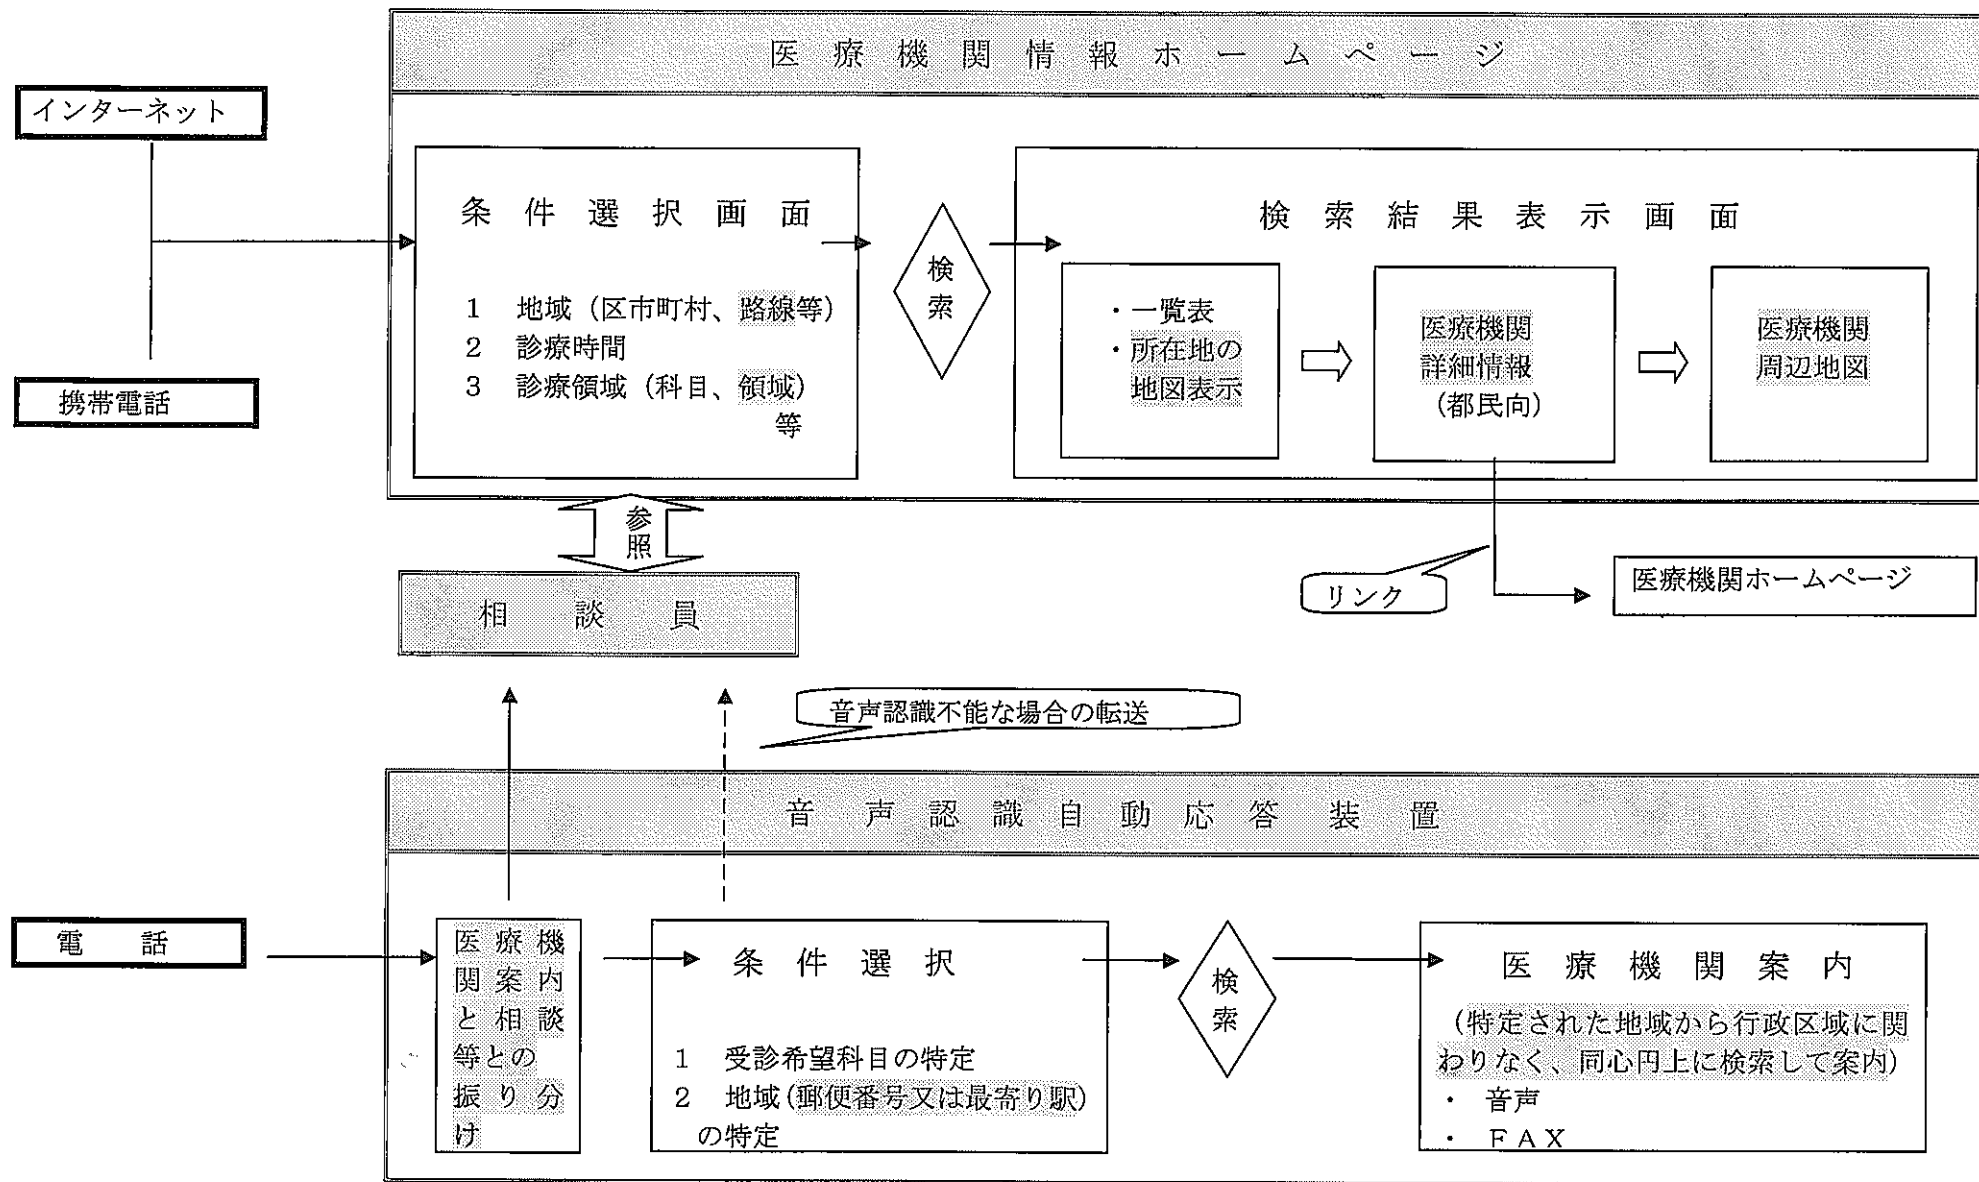 医療機関情報ホームページ
インターネット
携帯電話
条件選択画面
1 地域（区市町村、路線等）
2 診療時間
3 診療領域（科目、領域）
等
検
索
検索結果表示画面
・一覧表
・所在地の
地図表示
医療機関
詳細情報
（都民向）
医療機関
周辺地図
参
照
リンク
医療機関ホームページ
相談員
音声認識不能な場合の転送
音声認識自動応答装置
電話
医療機
関案内
と相談
等との
振り分
け
条件選択
1 受診希望科目の特定
2 地域（郵便番号又は最寄り駅）
の特定
検
索
医療機関案内
（特定された地域から行政区域に関
わりなく、同心円上に検索して案内）
・ 音声
・ ＦＡＸ